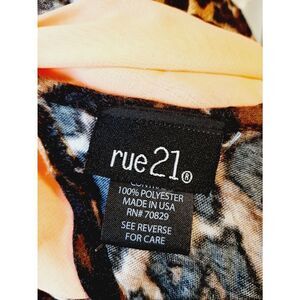 rue21®
100% POLYESTER
MADE IN USA
RN# 70829
SEE REVERSE
FOR CARE